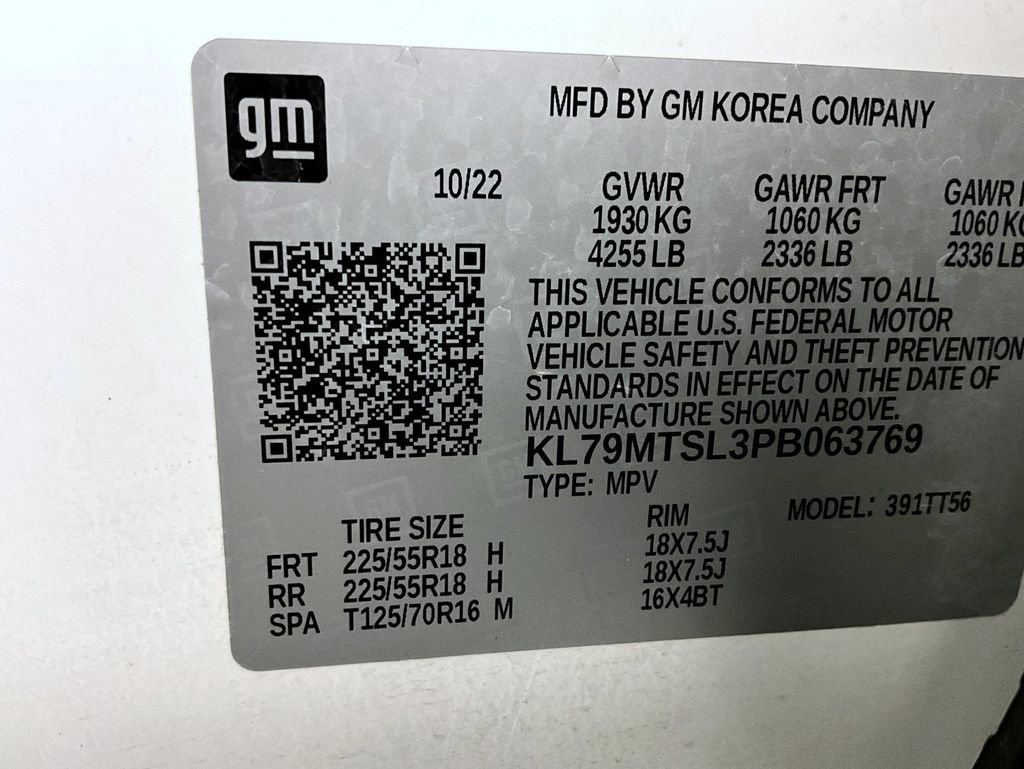 gm
MFD BY GM KOREA COMPANY
10/22 GVWR GAWR FRT GAWR
1930 KG 1060 KG 1060 KG
4255 LB 2336 LB 2336 LB
THIS VEHICLE CONFORMS TO ALL
APPLICABLE U.S. FEDERAL MOTOR
VEHICLE SAFETY AND THEFT PREVENTION
STANDARDS IN EFFECT ON THE DATE OF
MANUFACTURE SHOWN ABOVE.
KL79MTSL3PB063769
TYPE: MPV
MODEL: 391TT56
TIRE SIZE RIM
FRT 225/55R18 H 18X7.5J
RR 225/55R18 H 18X7.5J
SPA T125/70R16 M 16X4BT